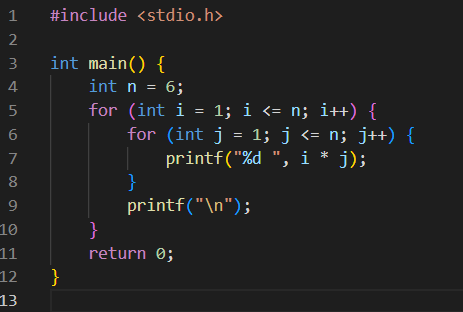 1 #include <stdio.h>
2
3 int main() {
4     int n = 6;
5     for (int i = 1; i <= n; i++) {
6         for (int j = 1; j <= n; j++) {
7             printf("%d ", i * j);
8         }
9         printf("\n");
10     }
11     return 0;
12 }
13